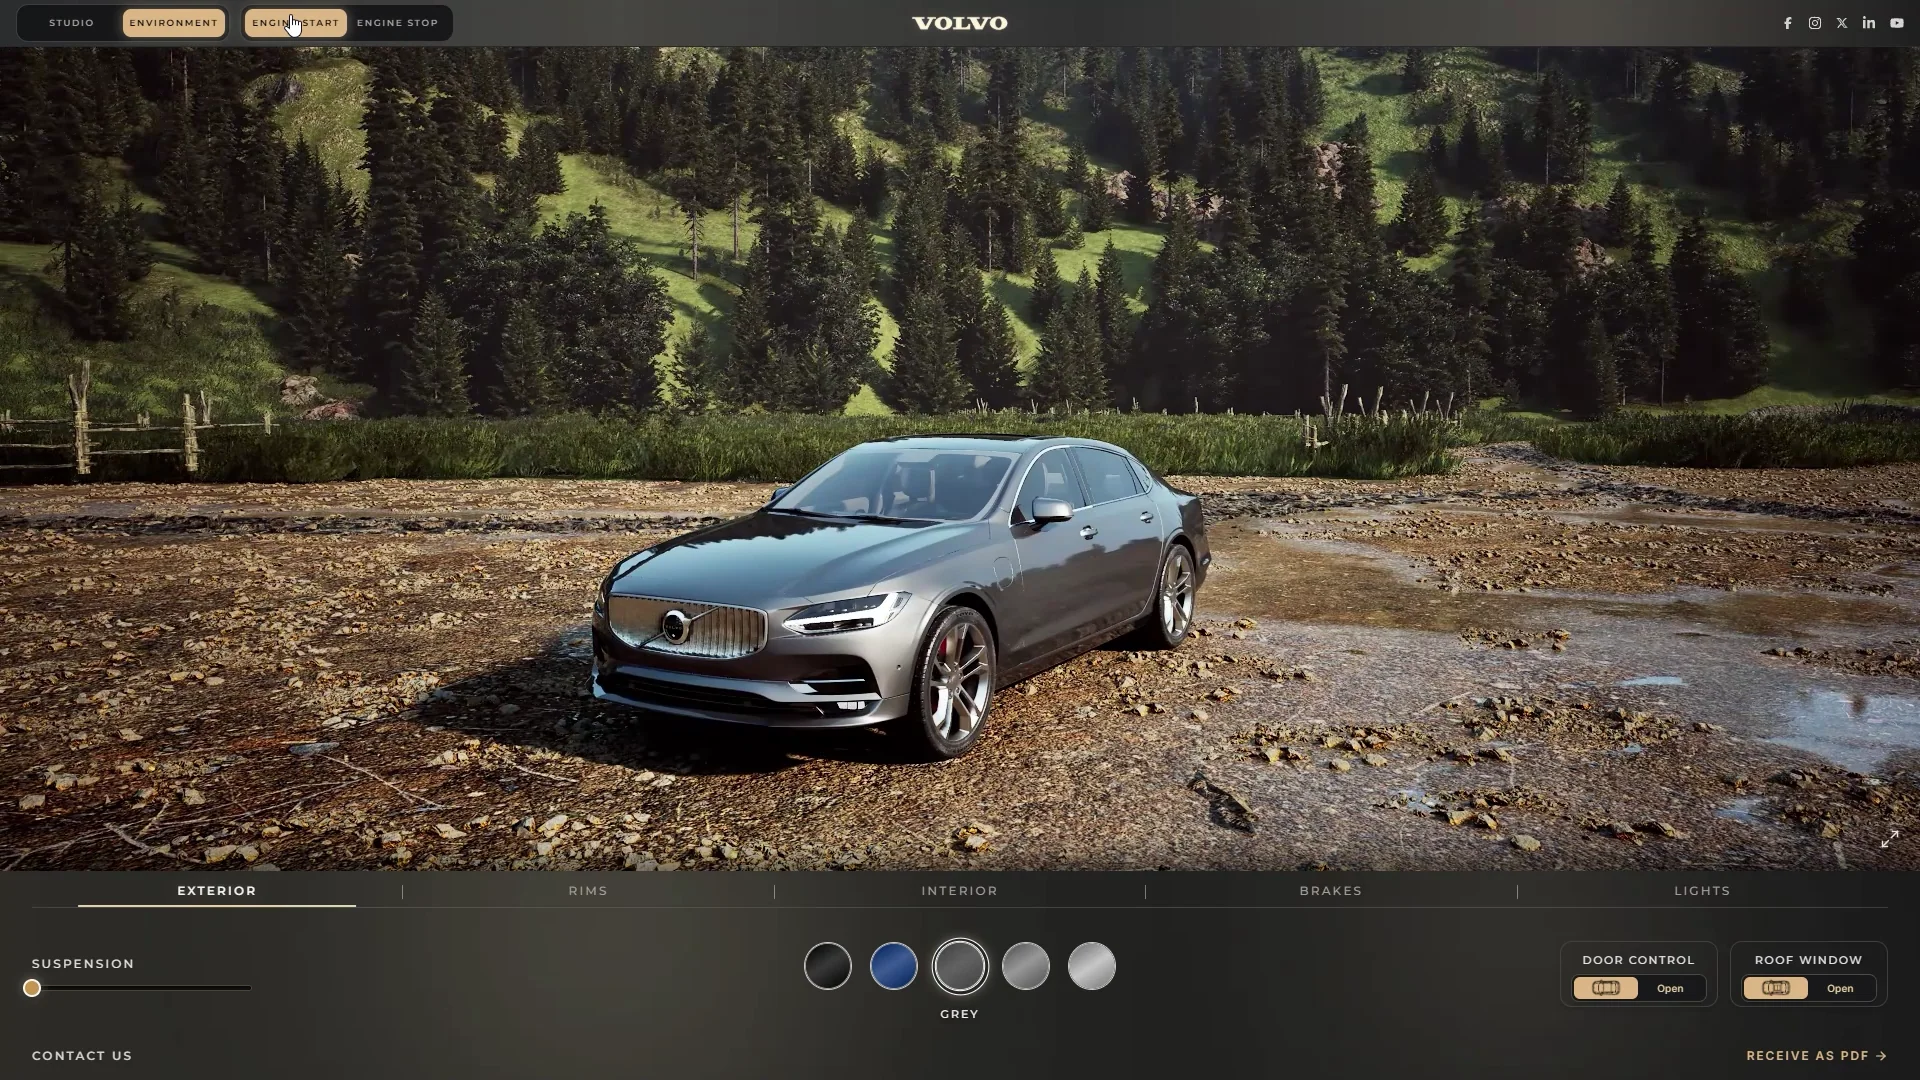 STUDIO
ENVIRONMENT
ENGINE START
ENGINE STOP
VOLVO
EXTERIOR
RIMS
INTERIOR
BRAKES
LIGHTS
SUSPENSION
GREY
DOOR CONTROL
Open
ROOF WINDOW
Open
CONTACT US
RECEIVE AS PDF →